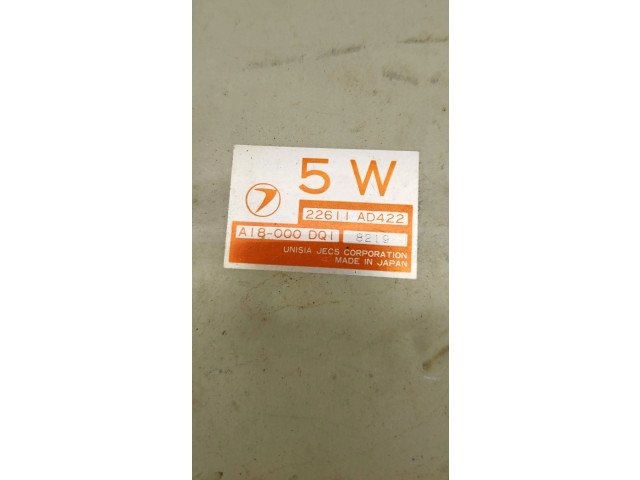 5 W
22611 AD422
A18-000 DQ1 8219
UNISIA JECS CORPORATION
MADE IN JAPAN